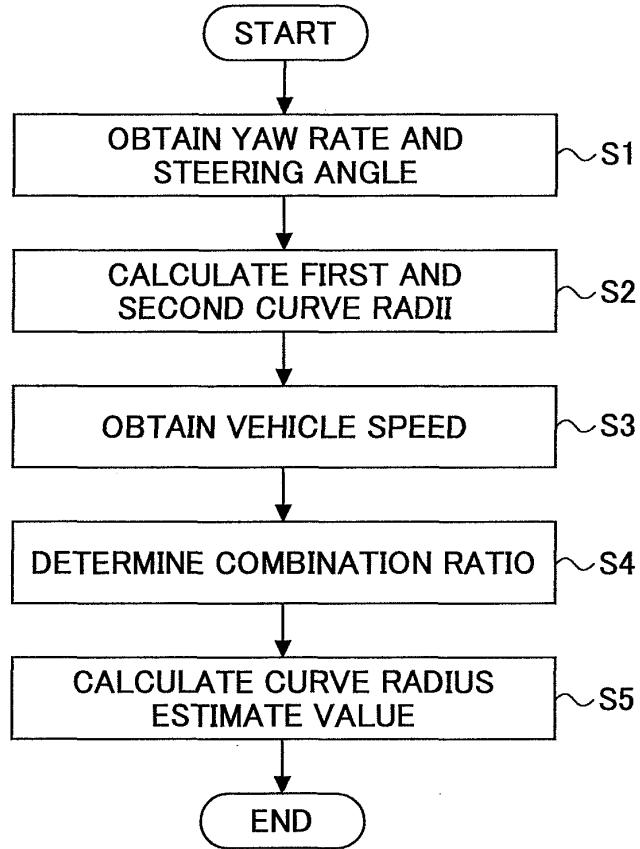 START
OBTAIN YAW RATE AND
STEERING ANGLE
S1
CALCULATE FIRST AND
SECOND CURVE RADII
S2
OBTAIN VEHICLE SPEED
S3
DETERMINE COMBINATION RATIO
S4
CALCULATE CURVE RADIUS
ESTIMATE VALUE
S5
END